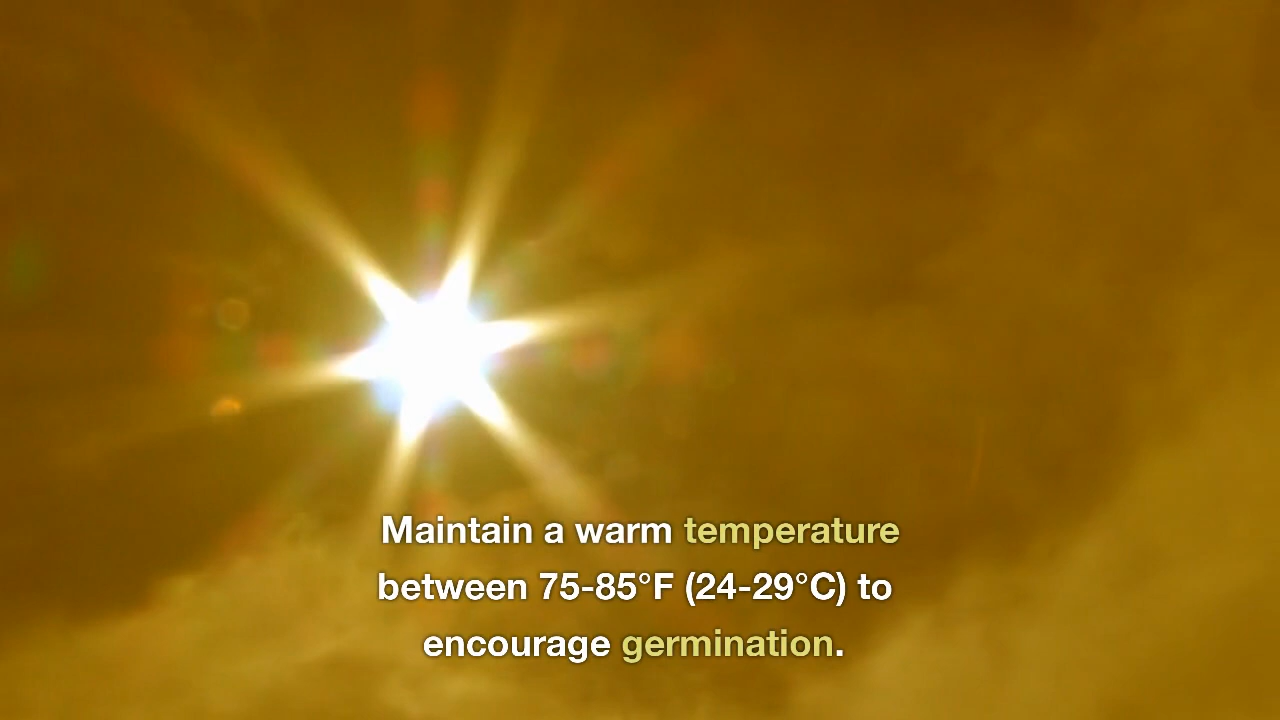 Maintain a warm temperature
between 75-85°F (24-29°C) to
encourage germination.